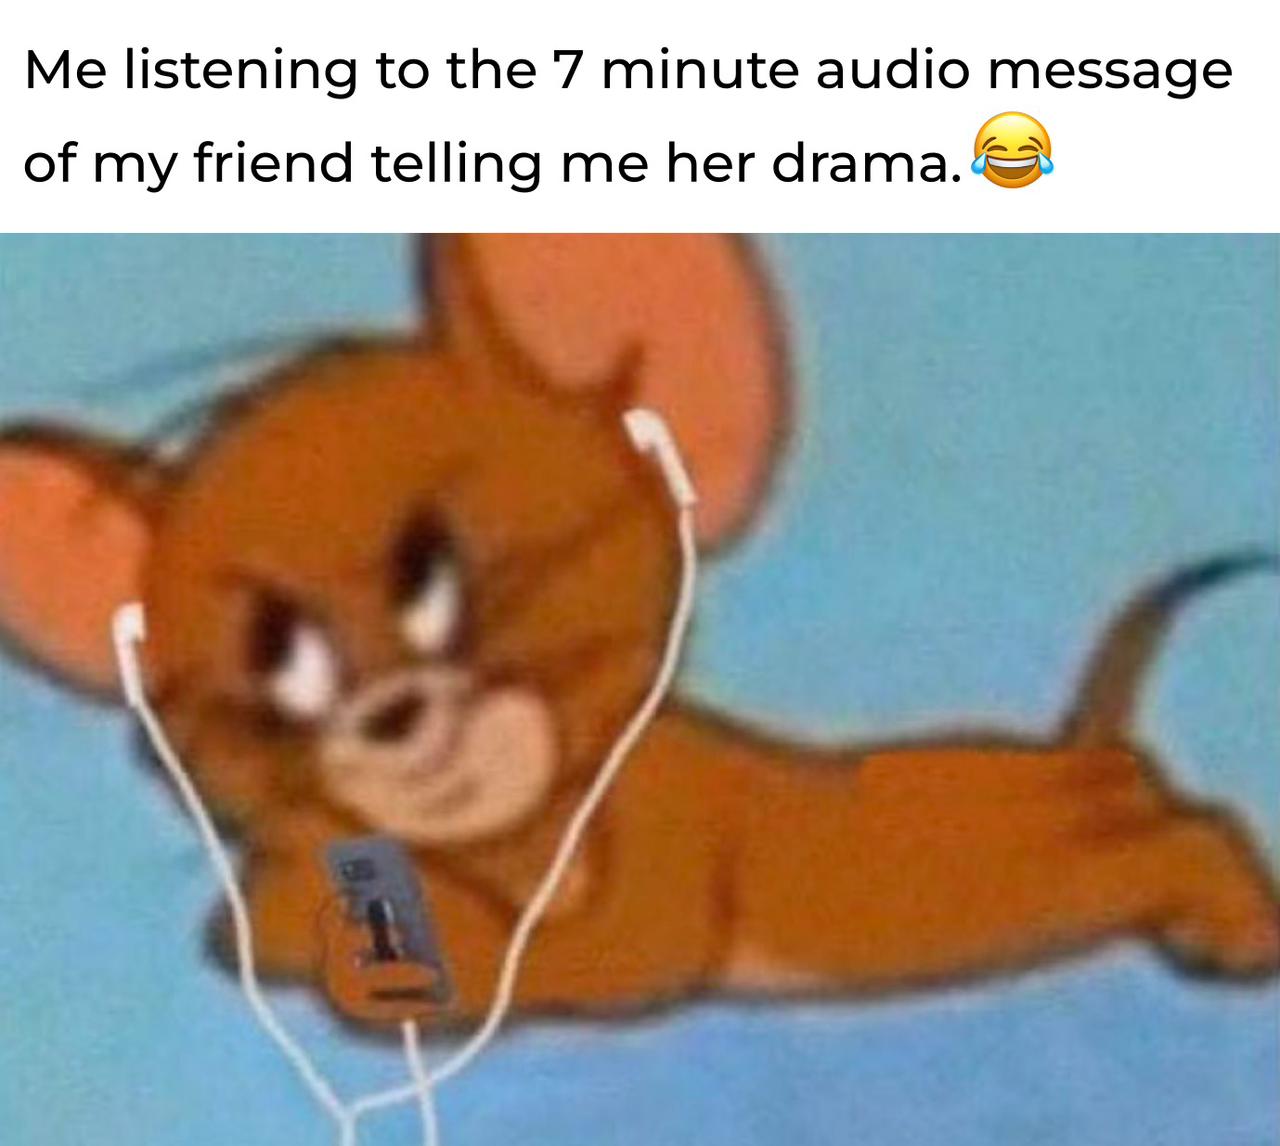 Me listening to the 7 minute audio message
of my friend telling me her drama.😂